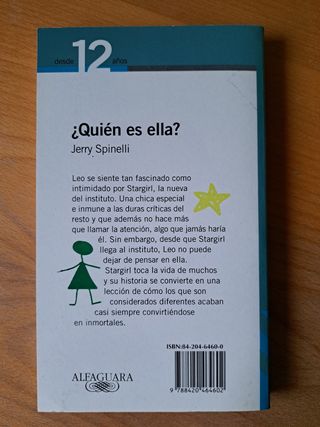 desde 12 años
¿Quién es ella?
Jerry Spinelli
Leo se siente tan fascinado como
intimidado por Stargirl, la nueva
del instituto. Una chica especial
e inmune a las duras críticas del
resto y que además no hace más
que llamar la atención, algo que jamás haría
él. Sin embargo, desde que Stargirl
llega al instituto, Leo no puede
dejar de pensar en ella.
Stargirl toca la vida de muchos
y su historia se convierte en una
lección de cómo los que son
considerados diferentes acaban
casi siempre convirtiéndose
en inmortales.
ISBN:84-204-6460-0
9 788420 464602
ALFAGUARA